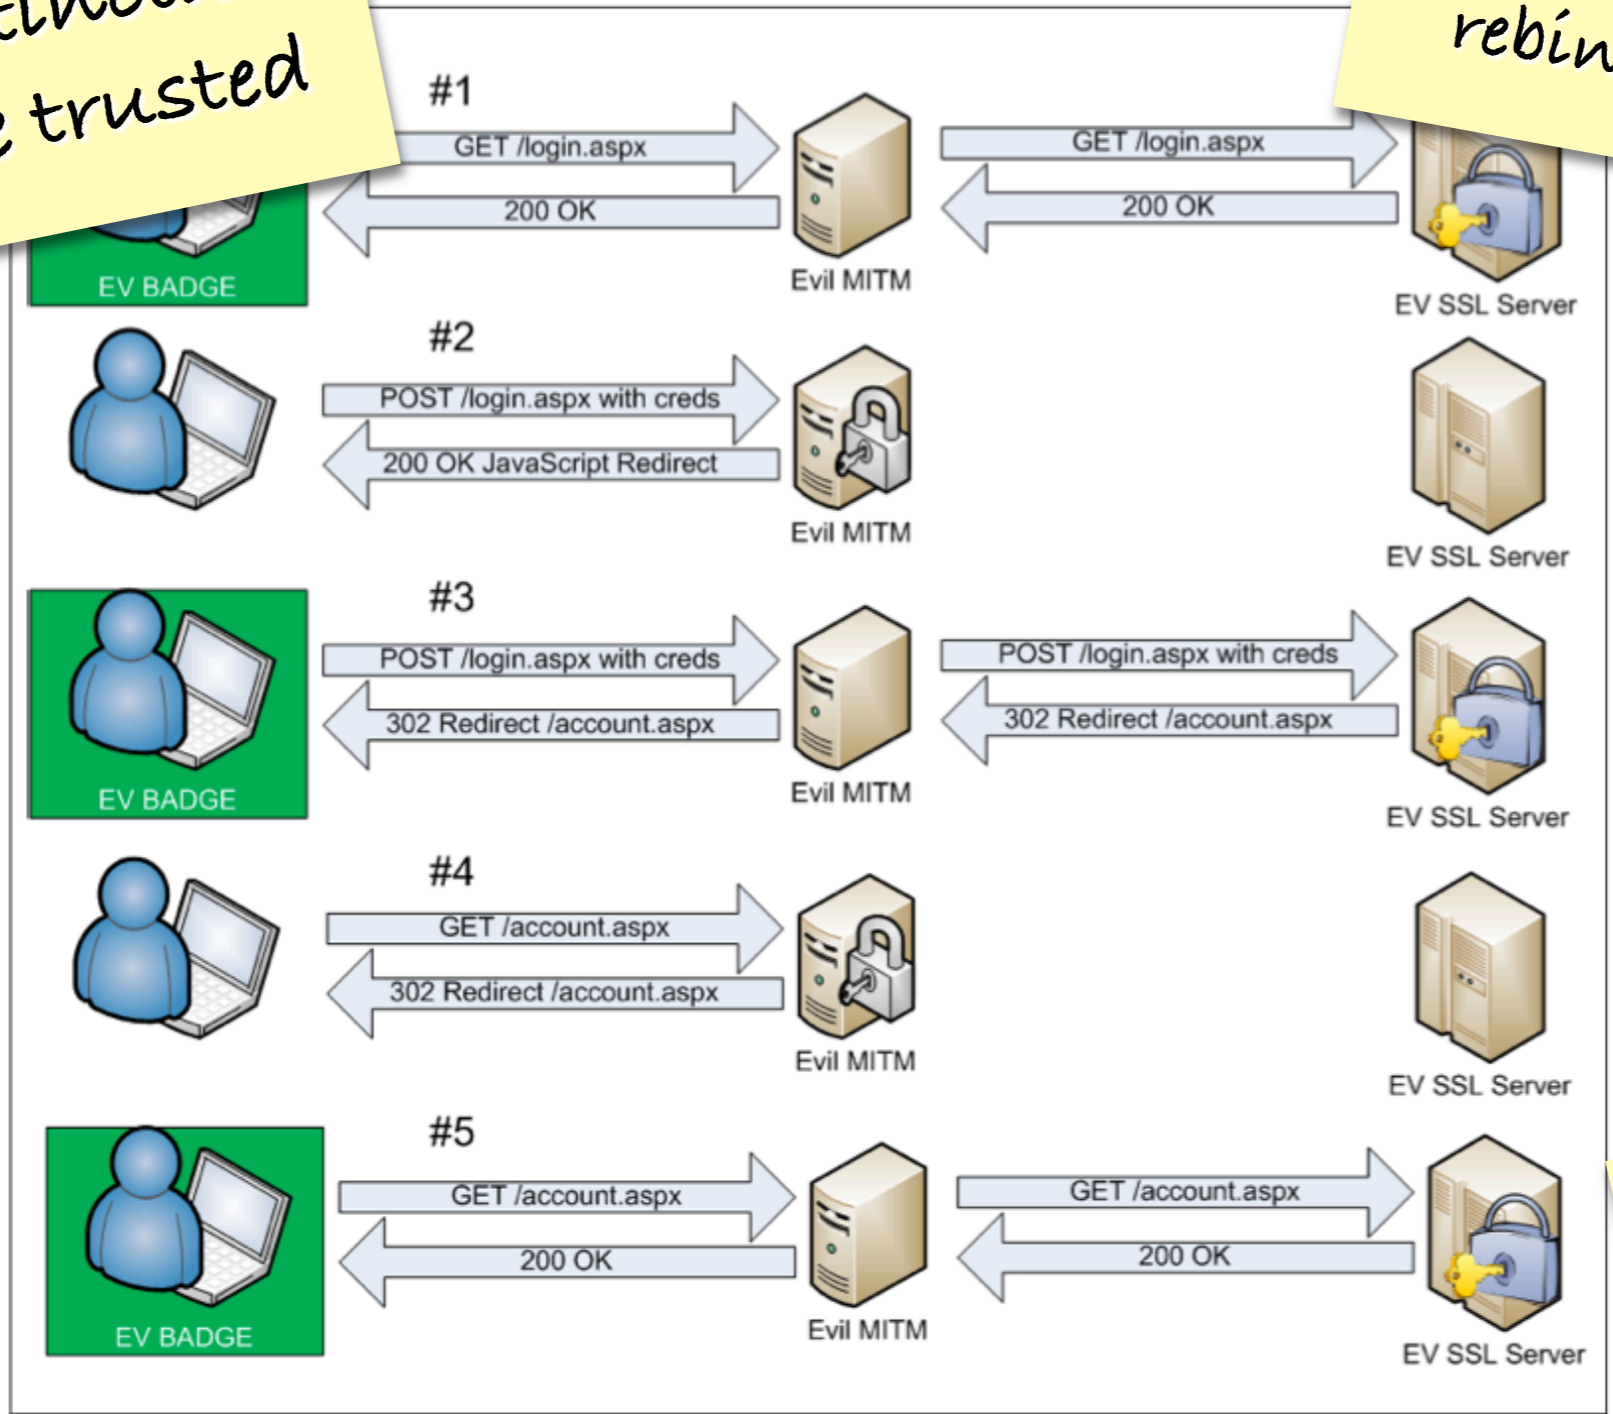 trusted
#1
GET /login.aspx
GET /login.aspx
200 OK
200 OK
EV BADGE
Evil MITM
EV SSL Server
#2
POST /login.aspx with creds
200 OK JavaScript Redirect
Evil MITM
EV SSL Server
#3
POST /login.aspx with creds
POST /login.aspx with creds
302 Redirect /account.aspx
302 Redirect /account.aspx
EV BADGE
Evil MITM
EV SSL Server
#4
GET /account.aspx
302 Redirect /account.aspx
Evil MITM
EV SSL Server
#5
GET /account.aspx
GET /account.aspx
200 OK
200 OK
EV BADGE
Evil MITM
EV SSL Server